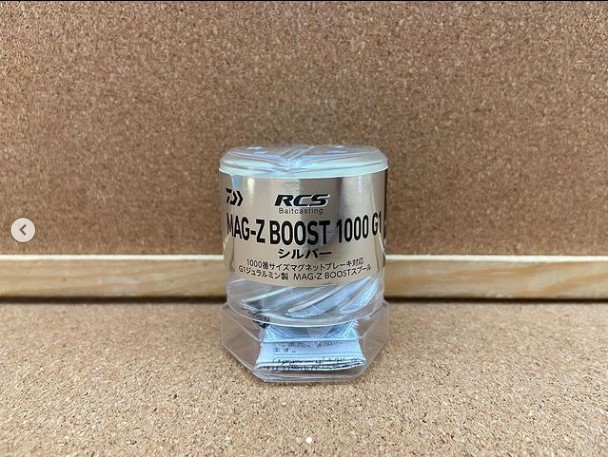 RCS
Baitcasting
MAG-Z BOOST 1000 G1
シルバー
1000番サイズマグネットブレーキ対応
G1ジュラルミン製 MAG-Z BOOSTスプール
ます。